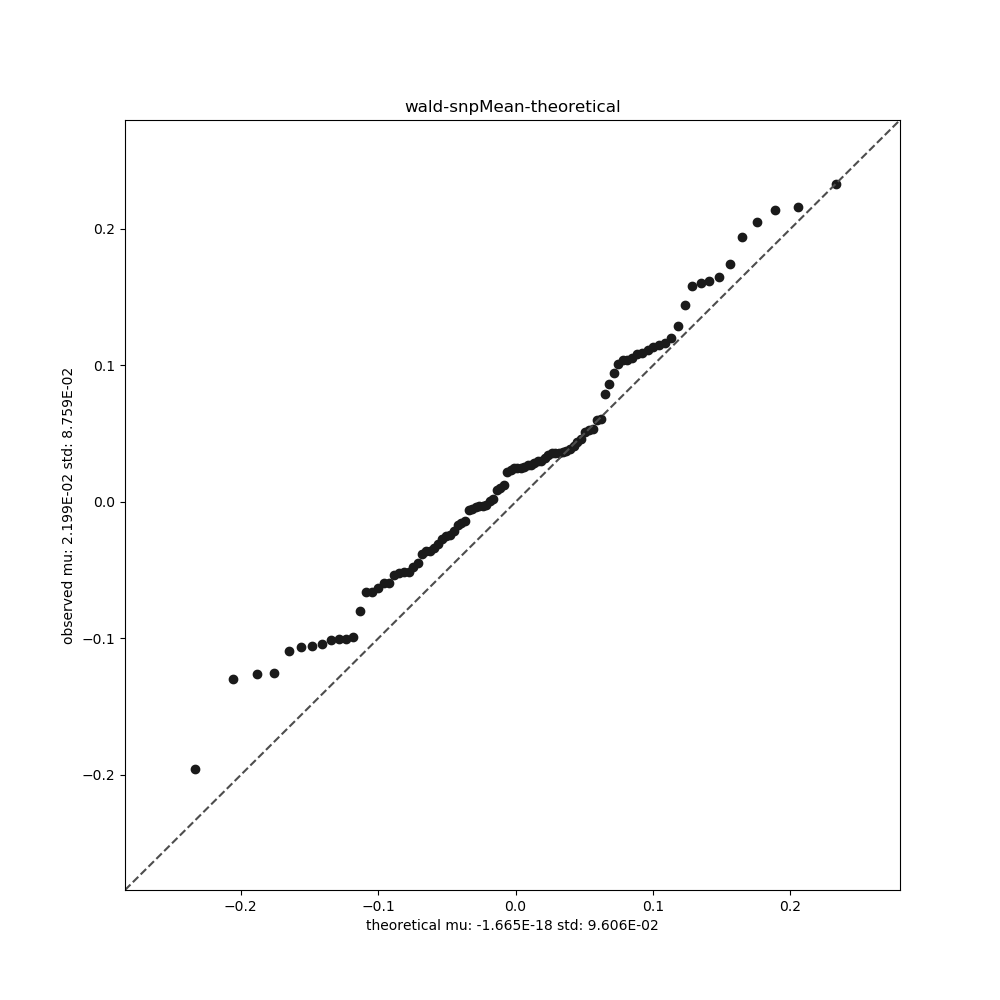 wald-snpMean-theoretical
observed mu: 2.199E-02 std: 8.759E-02
0.2
0.1
0.0
−0.1
−0.2
−0.2 −0.1 0.0 0.1 0.2
theoretical mu: -1.665E-18 std: 9.606E-02